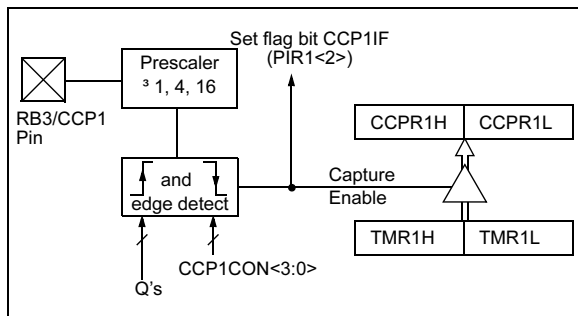 Set flag bit CCP1IF
(PIR1<2>)
Prescaler
³ 1, 4, 16
RB3/CCP1
Pin
CCPR1H CCPR1L
and
edge detect
Capture
Enable
TMR1H TMR1L
CCP1CON<3:0>
Q's